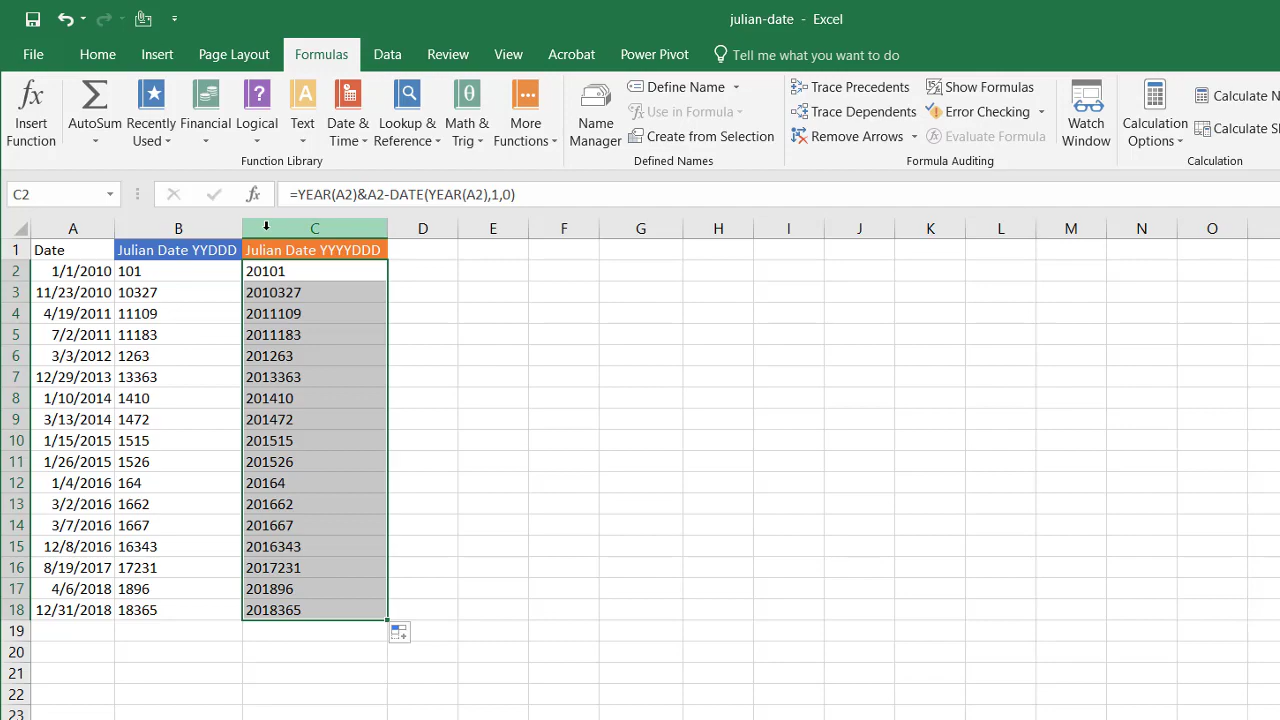 julian-date - Excel
File Home Insert Page Layout Formulas Data Review View Acrobat Power Pivot Tell me what you want to do
fx Σ ? A θ
Insert Function AutoSum Recently Used Financial Logical Text Date & Time Lookup & Reference Math & Trig More Functions
Function Library
Name Manager
Define Name
Use in Formula
Create from Selection
Defined Names
Trace Precedents Show Formulas
Trace Dependents Error Checking
Remove Arrows Evaluate Formula
Formula Auditing
Watch Window
Calculation Options
Calculate N
Calculate S
Calculation
C2 fx =YEAR(A2)&A2-DATE(YEAR(A2),1,0)
A B C D E F G H I J K L M N O
1 Date Julian Date YYDDD Julian Date YYYYDDD
2 1/1/2010 101 20101
3 11/23/2010 10327 2010327
4 4/19/2011 11109 2011109
5 7/2/2011 11183 2011183
6 3/3/2012 1263 201263
7 12/29/2013 13363 2013363
8 1/10/2014 1410 201410
9 3/13/2014 1472 201472
10 1/15/2015 1515 201515
11 1/26/2015 1526 201526
12 1/4/2016 164 20164
13 3/2/2016 1662 201662
14 3/7/2016 1667 201667
15 12/8/2016 16343 2016343
16 8/19/2017 17231 2017231
17 4/6/2018 1896 201896
18 12/31/2018 18365 2018365
19
20
21
22
23